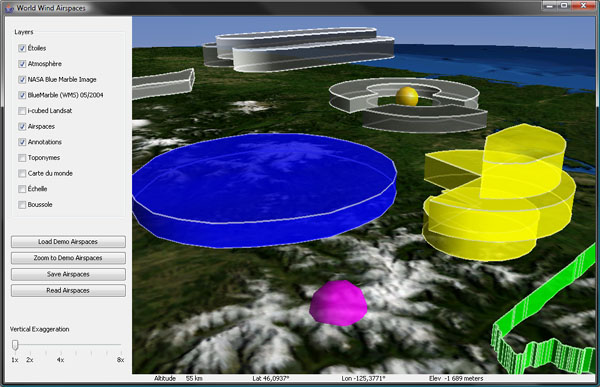 World Wind Airspaces
Layers
Étoiles
Atmosphère
NASA Blue Marble Image
BlueMarble (WMS) 05/2004
i-cubed Landsat
Airspaces
Annotations
Toponymes
Carte du monde
Échelle
Boussole
Load Demo Airspaces
Zoom to Demo Airspaces
Save Airspaces
Read Airspaces
Vertical Exaggeration
1x 2x 4x 8x
Altitude 55 km Lat 46,0937° Lon -125,3771° Elev -1 689 meters